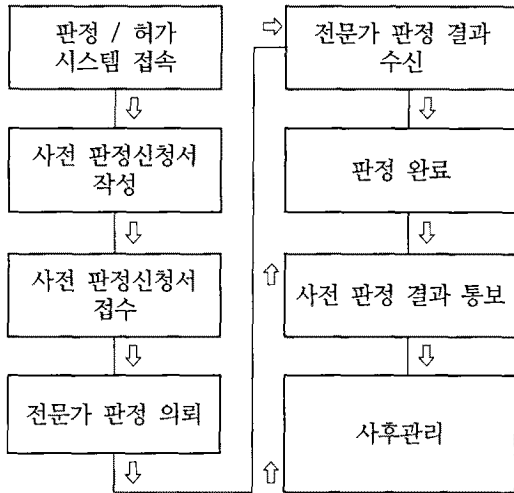 판정 / 허가
시스템 접속
사전 판정신청서
작성
사전 판정신청서
접수
전문가 판정 의뢰
전문가 판정 결과
수신
판정 완료
사전 판정 결과 통보
사후관리